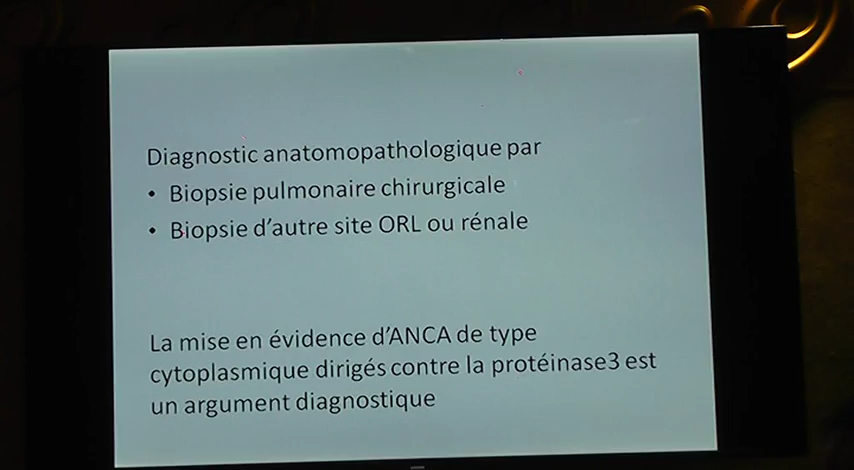 Diagnostic anatomopathologique par
• Biopsie pulmonaire chirurgicale
• Biopsie d'autre site ORL ou rénale
La mise en évidence d'ANCA de type
cytoplasmique dirigés contre la protéinase3 est
un argument diagnostique